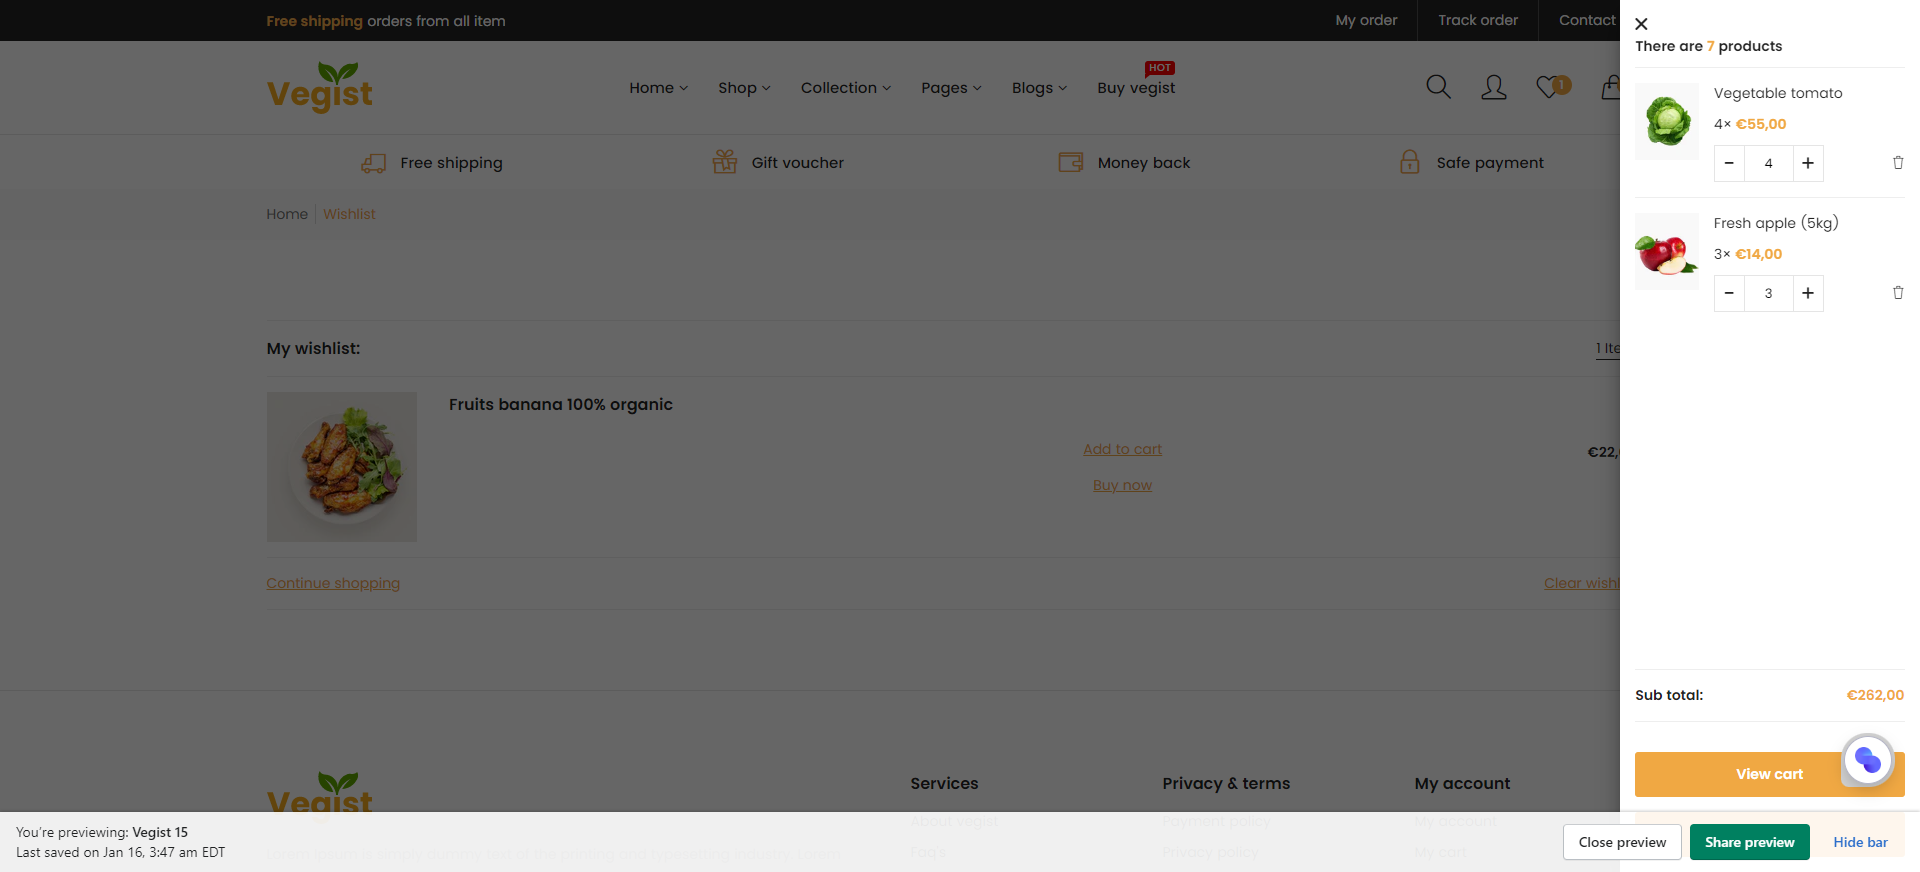 Free shipping orders from all item
My order
Track order
Contact
Vegist
Home
Shop
Collection
Pages
Blogs
HOT
Buy vegist
1
Free shipping
Gift voucher
Money back
Safe payment
Home
Wishlist
My wishlist:
1 Ite
Fruits banana 100% organic
Add to cart
Buy now
€22,
Continue shopping
Clear wishl
Vegist
Services
Privacy & terms
My account
About vegist
Payment policy
My account
Faq's
Privacy policy
My cart
There are 7 products
Vegetable tomato
4× €55,00
− 4 +
Fresh apple (5kg)
3× €14,00
− 3 +
Sub total:
€262,00
View cart
You're previewing: Vegist 15
Last saved on Jan 16, 3:47 am EDT
Close preview
Share preview
Hide bar